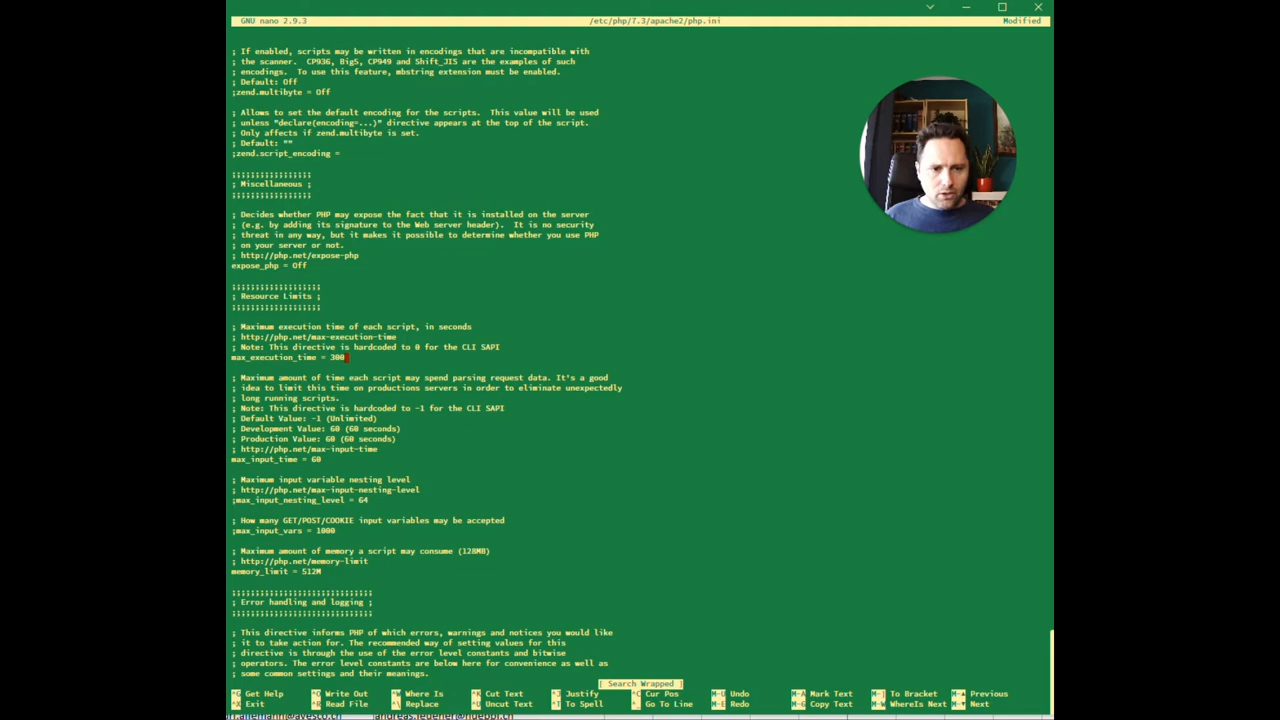 GNU nano 2.9.3 /etc/php/7.3/apache2/php.ini Modified
; If enabled, scripts may be written in encodings that are incompatible with
; the scanner.  CP936, Big5, CP949 and Shift_JIS are the examples of such
; encodings.  To use this feature, mbstring extension must be enabled.
; Default: Off
;zend.multibyte = Off
; Allows to set the default encoding for the scripts.  This value will be used
; unless "declare(encoding=...)" directive appears at the top of the script.
; Only affects if zend.multibyte is set.
; Default: ""
;zend.script_encoding =
;;;;;;;;;;;;;;;;;
; Miscellaneous ;
;;;;;;;;;;;;;;;;;
; Decides whether PHP may expose the fact that it is installed on the server
; (e.g. by adding its signature to the Web server header).  It is no security
; threat in any way, but it makes it possible to determine whether you use PHP
; on your server or not.
; http://php.net/expose-php
expose_php = Off
;;;;;;;;;;;;;;;;;;;
; Resource Limits ;
;;;;;;;;;;;;;;;;;;;
; Maximum execution time of each script, in seconds
; http://php.net/max-execution-time
; Note: This directive is hardcoded to 0 for the CLI SAPI
max_execution_time = 300
; Maximum amount of time each script may spend parsing request data. It's a good
; idea to limit this time on productions servers in order to eliminate unexpectedly
; long running scripts.
; Note: This directive is hardcoded to -1 for the CLI SAPI
; Default Value: -1 (Unlimited)
; Development Value: 60 (60 seconds)
; Production Value: 60 (60 seconds)
; http://php.net/max-input-time
max_input_time = 60
; Maximum input variable nesting level
; http://php.net/max-input-nesting-level
;max_input_nesting_level = 64
; How many GET/POST/COOKIE input variables may be accepted
;max_input_vars = 1000
; Maximum amount of memory a script may consume (128MB)
; http://php.net/memory-limit
memory_limit = 512M
;;;;;;;;;;;;;;;;;;;;;;;;;;;;;;
; Error handling and logging ;
;;;;;;;;;;;;;;;;;;;;;;;;;;;;;;
; This directive informs PHP of which errors, warnings and notices you would like
; it to take action for. The recommended way of setting values for this
; directive is through the use of the error level constants and bitwise
; operators. The error level constants are below here for convenience as well as
; some common settings and their meanings.
[ Search Wrapped ]
^G Get Help ^O Write Out ^W Where Is ^K Cut Text ^J Justify ^C Cur Pos M-U Undo M-A Mark Text M-] To Bracket M-▲ Previous
^X Exit ^R Read File ^\ Replace ^U Uncut Text ^T To Spell ^_ Go To Line M-E Redo M-6 Copy Text M-W WhereIs Next M-▼ Next